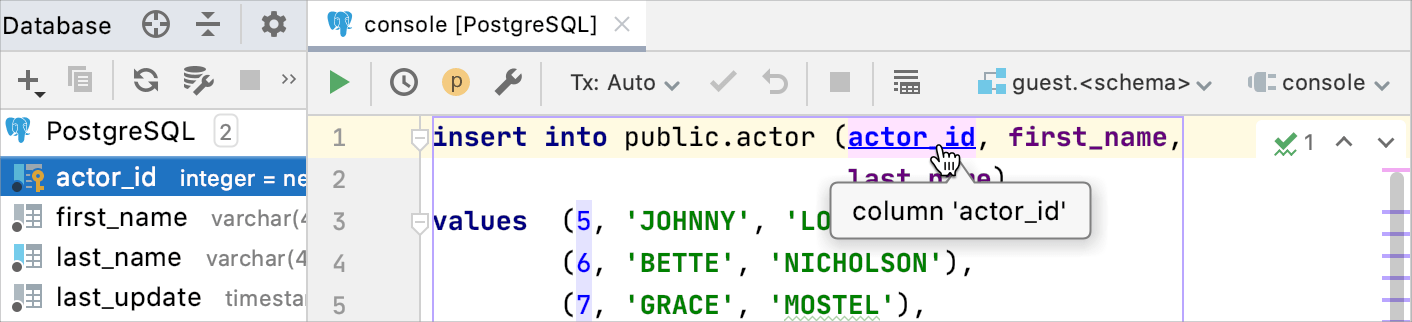 Database
console [PostgreSQL]
Tx: Auto
guest.<schema>
console
PostgreSQL 2
actor_id integer = ne
first_name varchar(4
last_name varchar(4
last_update timesta
1 insert into public.actor (actor_id, first_name,
2 last_name)
column 'actor_id'
3 values (5, 'JOHNNY', 'LO
4 (6, 'BETTE', 'NICHOLSON'),
5 (7, 'GRACE', 'MOSTEL'),
1
p